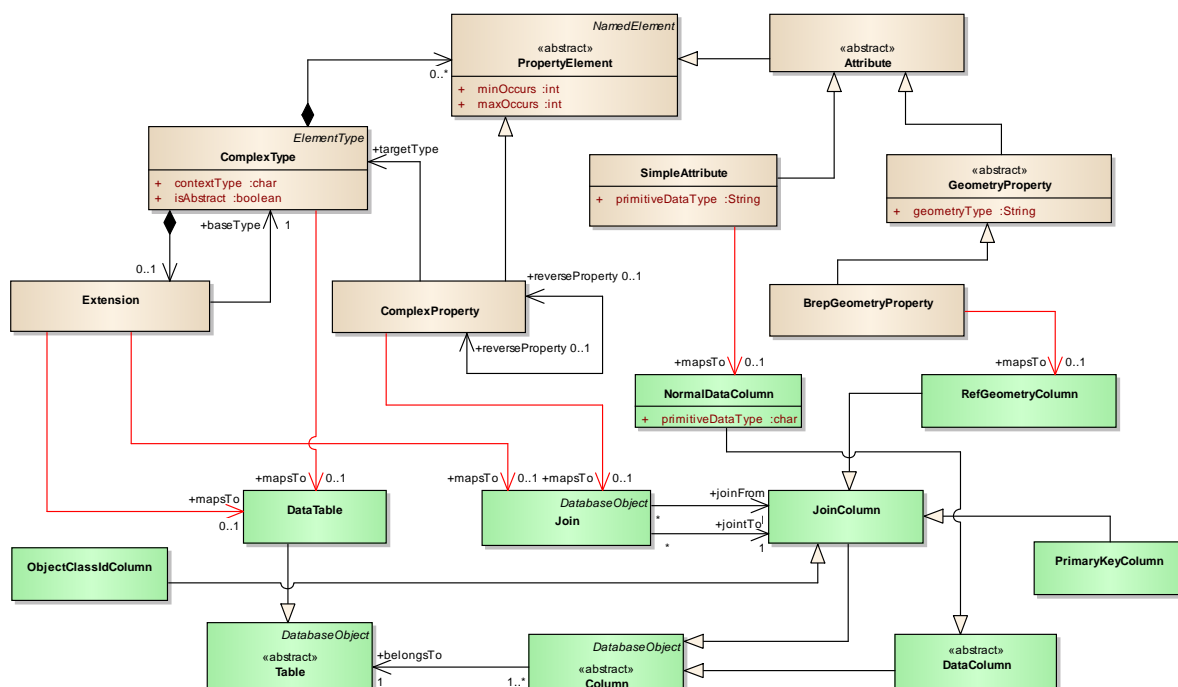 NamedElement
«abstract»
PropertyElement
+ minOccurs :int
+ maxOccurs :int
0..*
«abstract»
Attribute
ElementType
ComplexType
+ contextType :char
+ isAbstract :boolean
+targetType
SimpleAttribute
+ primitiveDataType :String
«abstract»
GeometryProperty
+ geometryType :String
+baseType
1
0..1
Extension
ComplexProperty
+reverseProperty 0..1
+reverseProperty 0..1
BrepGeometryProperty
+mapsTo
0..1
+mapsTo
0..1
NormalDataColumn
+ primitiveDataType :char
RefGeometryColumn
+mapsTo
0..1
+mapsTo
0..1
+mapsTo
0..1
+mapsTo
0..1
DataTable
DatabaseObject
Join
+joinFrom
*
+jointTo
*
1
JoinColumn
ObjectClassIdColumn
PrimaryKeyColumn
DatabaseObject
«abstract»
Table
+belongsTo
1
1..*
DatabaseObject
«abstract»
Column
«abstract»
DataColumn